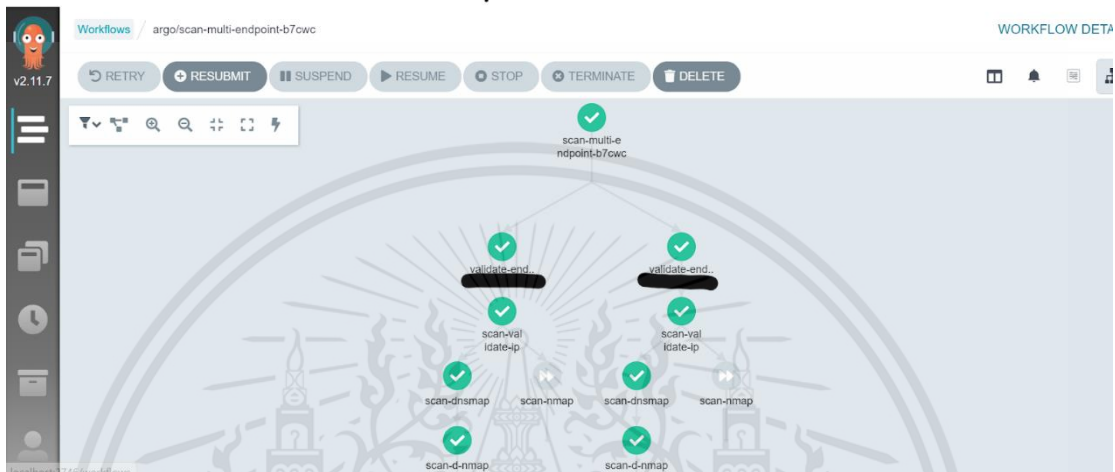 Workflows / argo/scan-multi-endpoint-b7cwc
WORKFLOW DETA
v2.11.7
RETRY RESUBMIT SUSPEND RESUME STOP TERMINATE DELETE
scan-multi-e
ndpoint-b7cwc
validate-end.. validate-end..
scan-val scan-val
idate-ip idate-ip
scan-dnsmap scan-nmap scan-dnsmap scan-nmap
scan-d-nmap scan-d-nmap